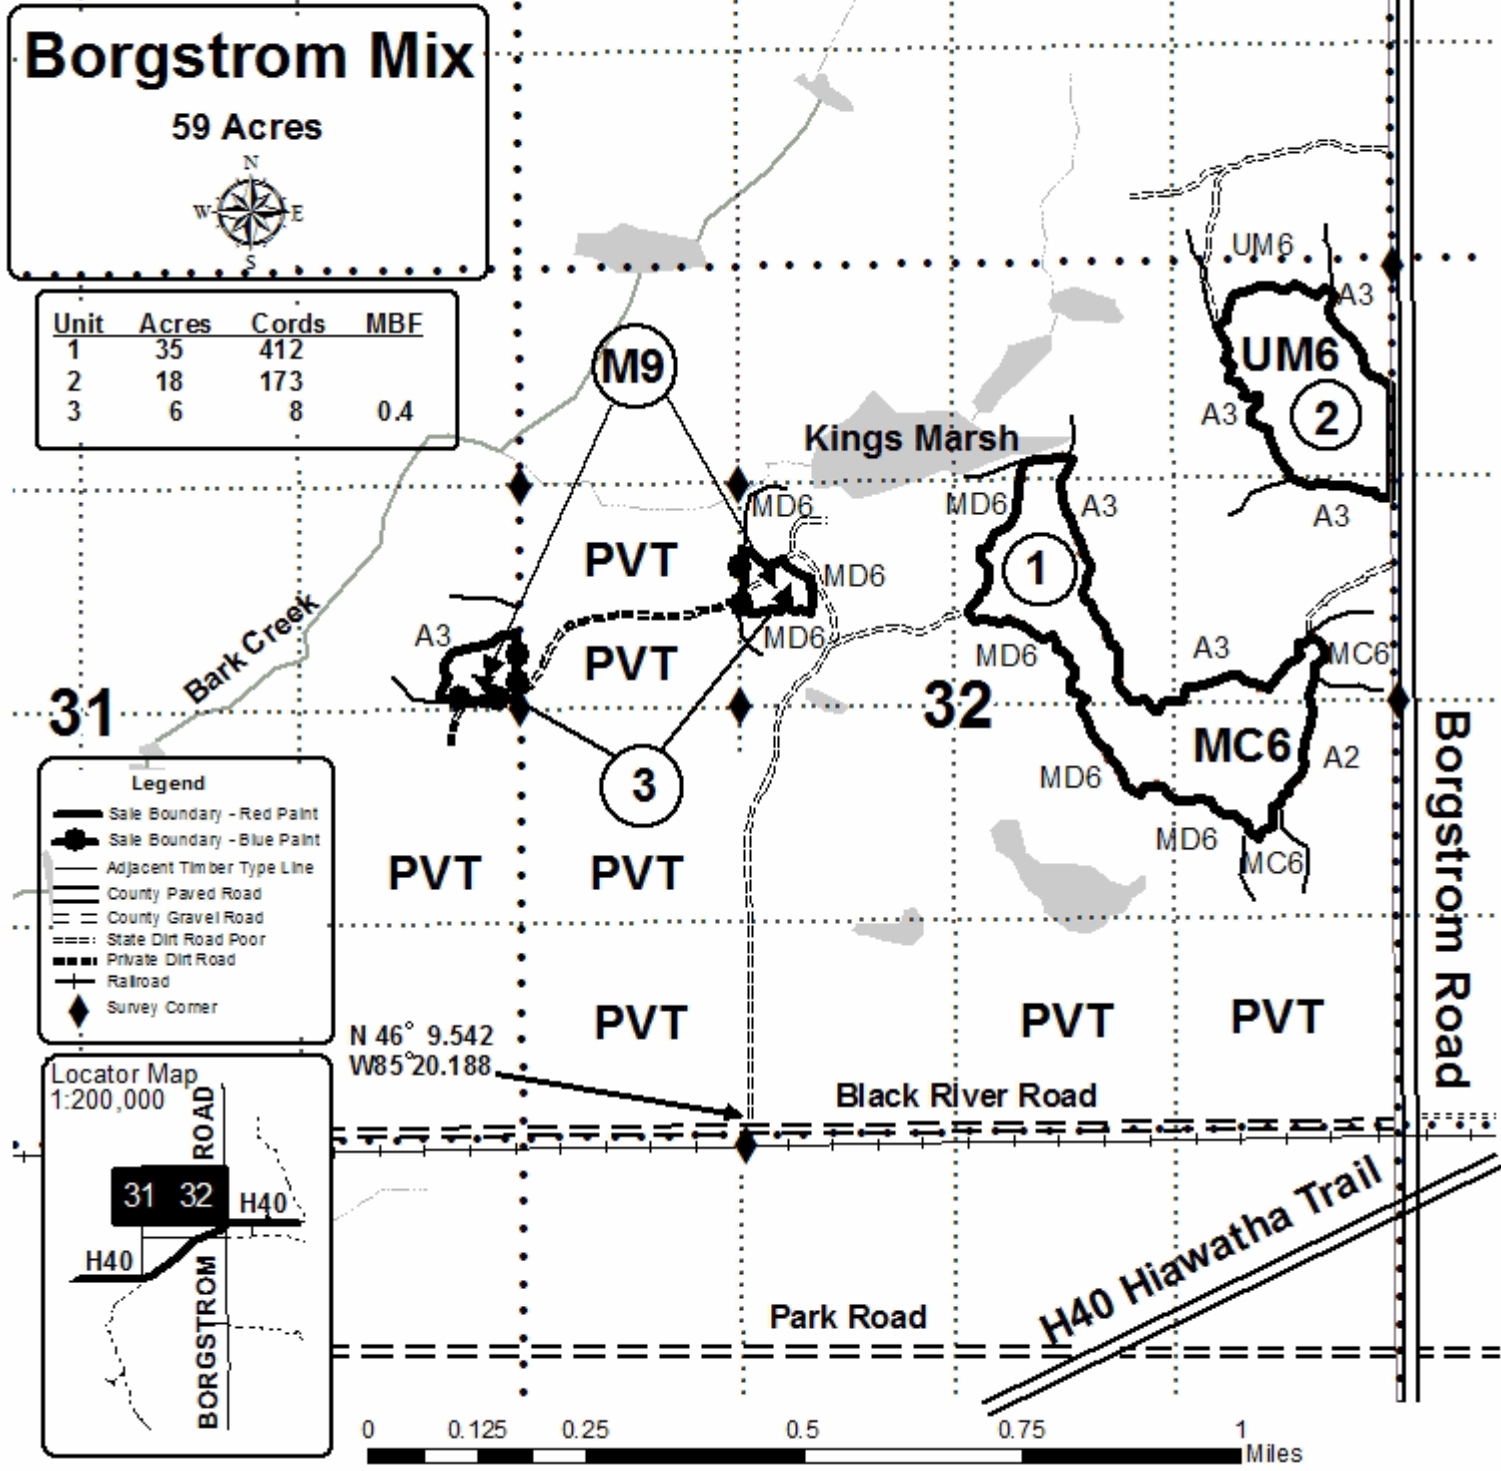 Borgstrom Mix
59 Acres
N
W E
S
Unit Acres Cords MBF
1 35 412
2 18 173
3 6 8 0.4
UM6
A3
UM6
2
A3
A3
M9
Kings Marsh
MD6
MD6
A3
1
PVT
MD6
MD6
A3
PVT
MD6
A3
MC6
Bark Creek
31
32
MC6
A2
MD6
3
MD6
MC6
PVT
PVT
PVT
PVT
PVT
Borgstrom Road
Legend
Sale Boundary - Red Paint
Sale Boundary - Blue Paint
Adjacent Timber Type Line
County Paved Road
County Gravel Road
State Dirt Road Poor
Private Dirt Road
Railroad
Survey Corner
N 46° 9.542
W85°20.188
Black River Road
Locator Map
1:200,000
ROAD
31 32
H40
H40
BORGSTROM
H40 Hiawatha Trail
Park Road
0 0.125 0.25 0.5 0.75 1
Miles